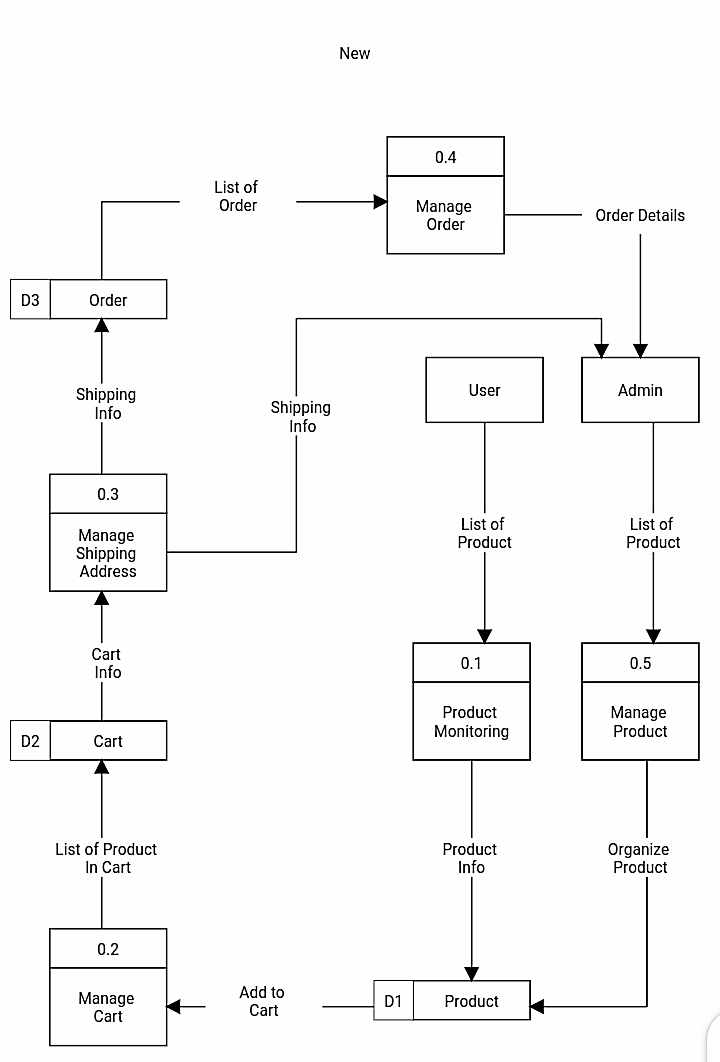 New
0.4
Manage
Order
List of
Order
Order Details
D3
Order
Shipping
Info
Shipping
Info
User
Admin
0.3
Manage
Shipping
Address
List of
Product
List of
Product
Cart
Info
0.1
Product
Monitoring
0.5
Manage
Product
D2
Cart
List of Product
In Cart
Product
Info
Organize
Product
0.2
Manage
Cart
Add to
Cart
D1
Product